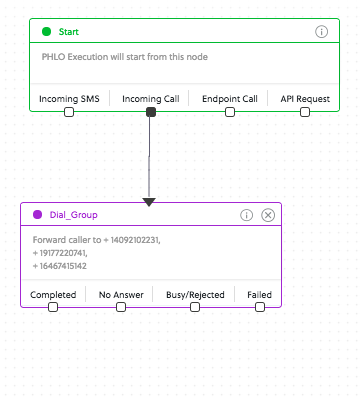 Start
PHLO Execution will start from this node
Incoming SMS Incoming Call Endpoint Call API Request
Dial_Group
Forward caller to + 14092102231,
+ 19177220741,
+ 16467415142
Completed No Answer Busy/Rejected Failed